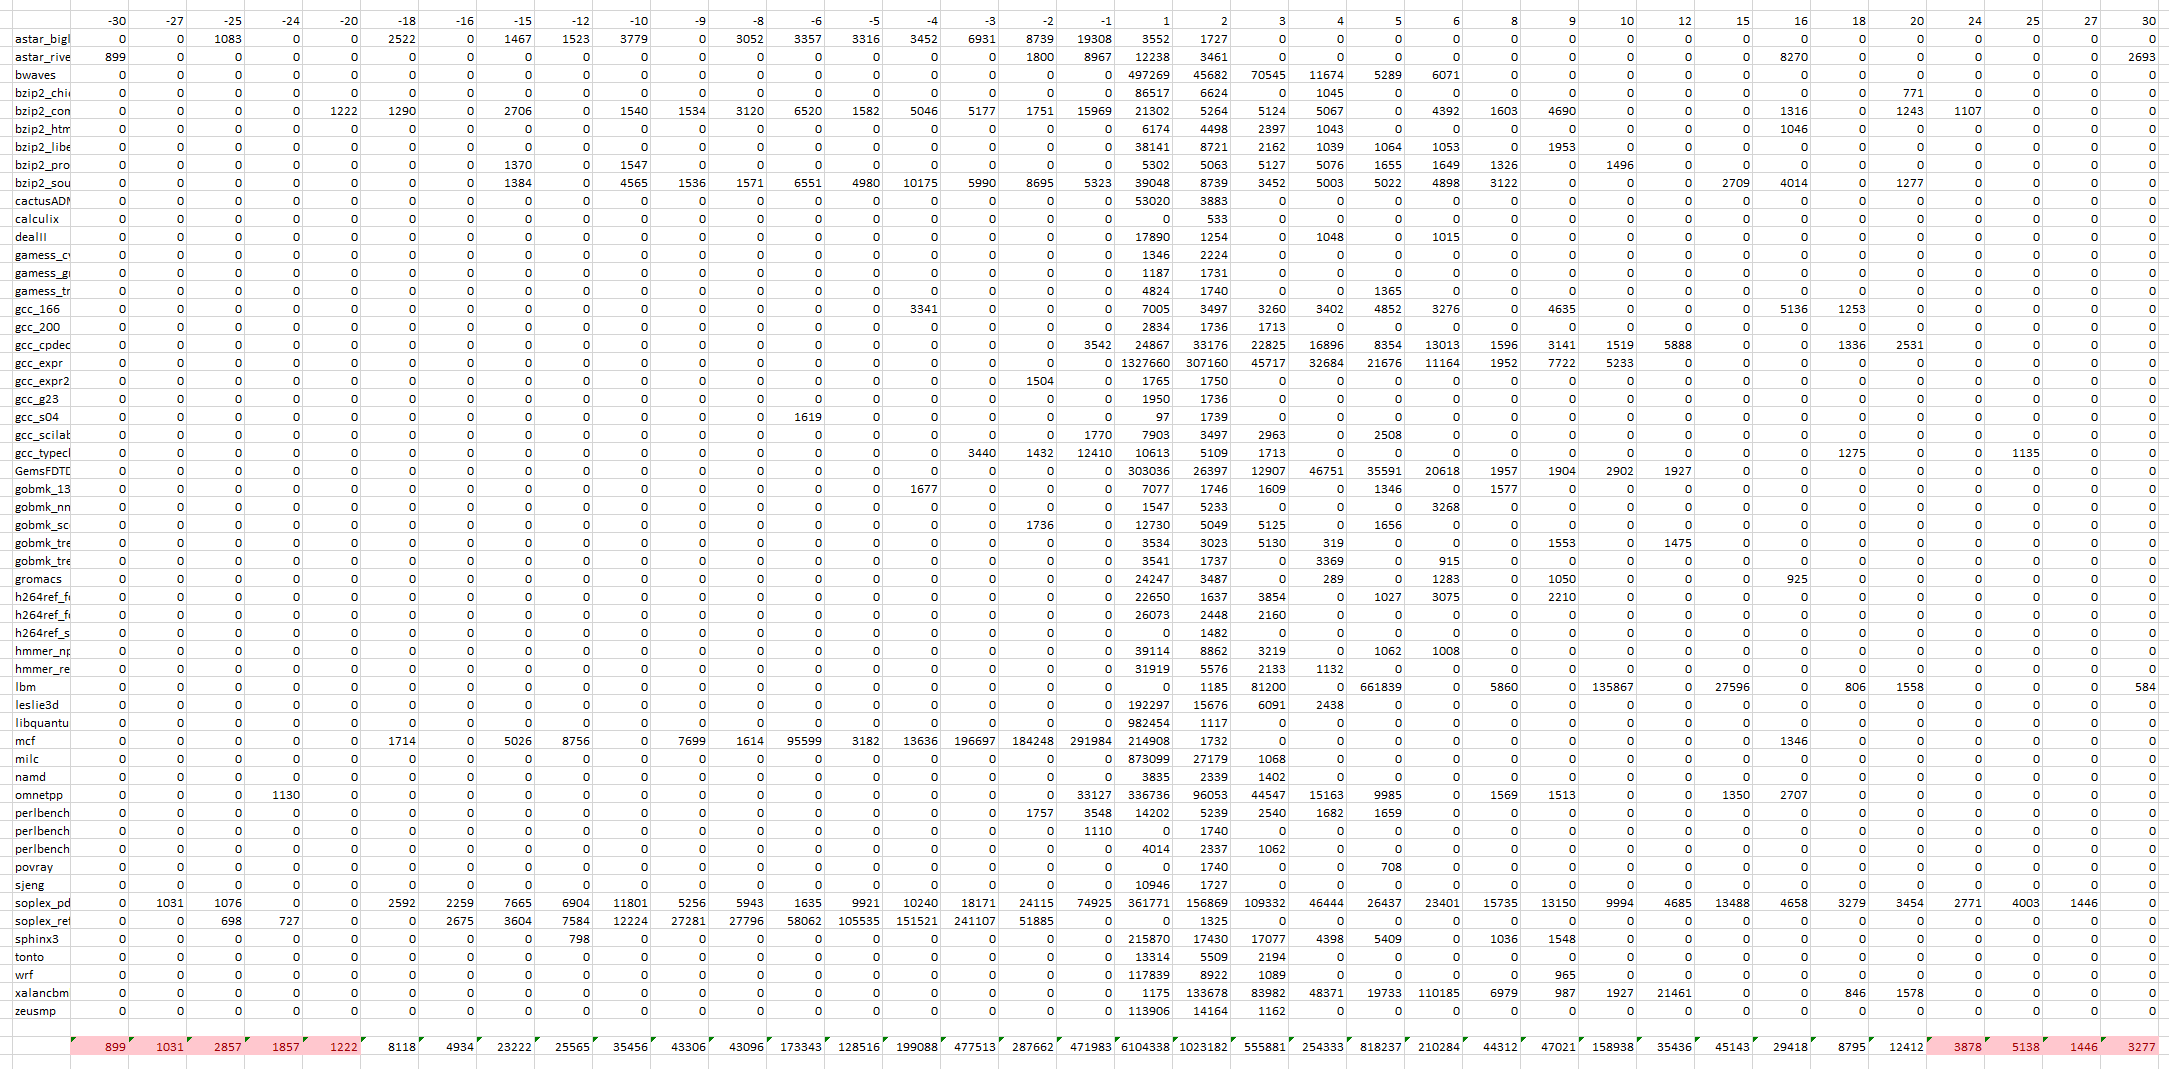 -30 -27 -25 -24 -20 -18 -16 -15 -12 -10 -9 -8 -6 -5 -4 -3 -2 -1 1 2 3 4 5 6 8 9 10 12 15 16 18 20 24 25 27 30
astar_bigl 0 0 1083 0 0 2522 0 1467 1523 3779 0 3052 3357 3316 3452 6931 8739 19308 3552 1727 0 0 0 0 0 0 0 0 0 0 0 0 0 0 0 0
astar_rive 899 0 0 0 0 0 0 0 0 0 0 0 0 0 0 0 1800 8967 12238 3461 0 0 0 0 0 0 0 0 0 8270 0 0 0 0 0 2693
bwaves 0 0 0 0 0 0 0 0 0 0 0 0 0 0 0 0 0 0 497269 45682 70545 11674 5289 6071 0 0 0 0 0 0 0 0 0 0 0 0
bzip2_chi 0 0 0 0 0 0 0 0 0 0 0 0 0 0 0 0 0 0 86517 6624 0 1045 0 0 0 0 0 0 0 0 0 771 0 0 0 0
bzip2_con 0 0 0 0 1222 1290 0 2706 0 1540 1534 3120 6520 1582 5046 5177 1751 15969 21302 5264 5124 5067 0 4392 1603 4690 0 0 0 1316 0 1243 1107 0 0 0
bzip2_htm 0 0 0 0 0 0 0 0 0 0 0 0 0 0 0 0 0 0 6174 4498 2397 1043 0 0 0 0 0 0 0 1046 0 0 0 0 0 0
bzip2_libe 0 0 0 0 0 0 0 0 0 0 0 0 0 0 0 0 0 0 38141 8721 2162 1039 1064 1053 0 1953 0 0 0 0 0 0 0 0 0 0
bzip2_pro 0 0 0 0 0 0 0 1370 0 1547 0 0 0 0 0 0 0 0 5302 5063 5127 5076 1655 1649 1326 0 1496 0 0 0 0 0 0 0 0 0
bzip2_sou 0 0 0 0 0 0 0 1384 0 4565 1536 1571 6551 4980 10175 5990 8695 5323 39048 8739 3452 5003 5022 4898 3122 0 0 0 2709 4014 0 1277 0 0 0 0
cactusADM 0 0 0 0 0 0 0 0 0 0 0 0 0 0 0 0 0 0 53020 3883 0 0 0 0 0 0 0 0 0 0 0 0 0 0 0 0
calculix 0 0 0 0 0 0 0 0 0 0 0 0 0 0 0 0 0 0 0 533 0 0 0 0 0 0 0 0 0 0 0 0 0 0 0 0
dealII 0 0 0 0 0 0 0 0 0 0 0 0 0 0 0 0 0 0 17890 1254 0 1048 0 1015 0 0 0 0 0 0 0 0 0 0 0 0
gamess_cy 0 0 0 0 0 0 0 0 0 0 0 0 0 0 0 0 0 0 1346 2224 0 0 0 0 0 0 0 0 0 0 0 0 0 0 0 0
gamess_gr 0 0 0 0 0 0 0 0 0 0 0 0 0 0 0 0 0 0 1187 1731 0 0 0 0 0 0 0 0 0 0 0 0 0 0 0 0
gamess_tr 0 0 0 0 0 0 0 0 0 0 0 0 0 0 0 0 0 0 4824 1740 0 0 1365 0 0 0 0 0 0 0 0 0 0 0 0 0
gcc_166 0 0 0 0 0 0 0 0 0 0 0 0 0 0 3341 0 0 0 7005 3497 3260 3402 4852 3276 0 4635 0 0 0 5136 1253 0 0 0 0 0
gcc_200 0 0 0 0 0 0 0 0 0 0 0 0 0 0 0 0 0 0 2834 1736 1713 0 0 0 0 0 0 0 0 0 0 0 0 0 0 0
gcc_cpdec 0 0 0 0 0 0 0 0 0 0 0 0 0 0 0 0 0 3542 24867 33176 22825 16896 8354 13013 1596 3141 1519 5888 0 0 1336 2531 0 0 0 0
gcc_expr 0 0 0 0 0 0 0 0 0 0 0 0 0 0 0 0 0 0 1327660 307160 45717 32684 21676 11164 1952 7722 5233 0 0 0 0 0 0 0 0 0
gcc_expr2 0 0 0 0 0 0 0 0 0 0 0 0 0 0 0 0 1504 0 1765 1750 0 0 0 0 0 0 0 0 0 0 0 0 0 0 0 0
gcc_g23 0 0 0 0 0 0 0 0 0 0 0 0 0 0 0 0 0 0 1950 1736 0 0 0 0 0 0 0 0 0 0 0 0 0 0 0 0
gcc_s04 0 0 0 0 0 0 0 0 0 0 0 0 1619 0 0 0 0 0 97 1739 0 0 0 0 0 0 0 0 0 0 0 0 0 0 0 0
gcc_scilab 0 0 0 0 0 0 0 0 0 0 0 0 0 0 0 0 0 1770 7903 3497 2963 0 2508 0 0 0 0 0 0 0 0 0 0 0 0 0
gcc_typecl 0 0 0 0 0 0 0 0 0 0 0 0 0 0 0 3440 1432 12410 10613 5109 1713 0 0 0 0 0 0 0 0 0 1275 0 0 1135 0 0
GemsFDTD 0 0 0 0 0 0 0 0 0 0 0 0 0 0 0 0 0 0 303036 26397 12907 46751 35591 20618 1957 1904 2902 1927 0 0 0 0 0 0 0 0
gobmk_13 0 0 0 0 0 0 0 0 0 0 0 0 0 0 1677 0 0 0 7077 1746 1609 0 1346 0 1577 0 0 0 0 0 0 0 0 0 0 0
gobmk_nn 0 0 0 0 0 0 0 0 0 0 0 0 0 0 0 0 0 0 1547 5233 0 0 0 3268 0 0 0 0 0 0 0 0 0 0 0 0
gobmk_sc 0 0 0 0 0 0 0 0 0 0 0 0 0 0 0 0 1736 0 12730 5049 5125 0 1656 0 0 0 0 0 0 0 0 0 0 0 0 0
gobmk_tre 0 0 0 0 0 0 0 0 0 0 0 0 0 0 0 0 0 0 3534 3023 5130 319 0 0 0 1553 0 1475 0 0 0 0 0 0 0 0
gobmk_tre 0 0 0 0 0 0 0 0 0 0 0 0 0 0 0 0 0 0 3541 1737 0 3369 0 915 0 0 0 0 0 0 0 0 0 0 0 0
gromacs 0 0 0 0 0 0 0 0 0 0 0 0 0 0 0 0 0 0 24247 3487 0 289 0 1283 0 1050 0 0 0 925 0 0 0 0 0 0
h264ref_fo 0 0 0 0 0 0 0 0 0 0 0 0 0 0 0 0 0 0 22650 1637 3854 0 1027 3075 0 2210 0 0 0 0 0 0 0 0 0 0
h264ref_fo 0 0 0 0 0 0 0 0 0 0 0 0 0 0 0 0 0 0 26073 2448 2160 0 0 0 0 0 0 0 0 0 0 0 0 0 0 0
h264ref_s 0 0 0 0 0 0 0 0 0 0 0 0 0 0 0 0 0 0 0 1482 0 0 0 0 0 0 0 0 0 0 0 0 0 0 0 0
hmmer_np 0 0 0 0 0 0 0 0 0 0 0 0 0 0 0 0 0 0 39114 8862 3219 0 1062 1008 0 0 0 0 0 0 0 0 0 0 0 0
hmmer_re 0 0 0 0 0 0 0 0 0 0 0 0 0 0 0 0 0 0 31919 5576 2133 1132 0 0 0 0 0 0 0 0 0 0 0 0 0 0
lbm 0 0 0 0 0 0 0 0 0 0 0 0 0 0 0 0 0 0 0 1185 81200 0 661839 0 5860 0 135867 0 27596 0 806 1558 0 0 0 584
leslie3d 0 0 0 0 0 0 0 0 0 0 0 0 0 0 0 0 0 0 192297 15676 6091 2438 0 0 0 0 0 0 0 0 0 0 0 0 0 0
libquantu 0 0 0 0 0 0 0 0 0 0 0 0 0 0 0 0 0 0 982454 1117 0 0 0 0 0 0 0 0 0 0 0 0 0 0 0 0
mcf 0 0 0 0 0 1714 0 5026 8756 0 7699 1614 95599 3182 13636 196697 184248 291984 214908 1732 0 0 0 0 0 0 0 0 0 1346 0 0 0 0 0 0
milc 0 0 0 0 0 0 0 0 0 0 0 0 0 0 0 0 0 0 873099 27179 1068 0 0 0 0 0 0 0 0 0 0 0 0 0 0 0
namd 0 0 0 0 0 0 0 0 0 0 0 0 0 0 0 0 0 0 3835 2339 1402 0 0 0 0 0 0 0 0 0 0 0 0 0 0 0
omnetpp 0 0 0 1130 0 0 0 0 0 0 0 0 0 0 0 0 0 33127 336736 96053 44547 15163 9985 0 1569 1513 0 0 1350 2707 0 0 0 0 0 0
perlbench 0 0 0 0 0 0 0 0 0 0 0 0 0 0 0 0 1757 3548 14202 5239 2540 1682 1659 0 0 0 0 0 0 0 0 0 0 0 0 0
perlbench 0 0 0 0 0 0 0 0 0 0 0 0 0 0 0 0 0 1110 0 1740 0 0 0 0 0 0 0 0 0 0 0 0 0 0 0 0
perlbench 0 0 0 0 0 0 0 0 0 0 0 0 0 0 0 0 0 0 4014 2337 1062 0 0 0 0 0 0 0 0 0 0 0 0 0 0 0
povray 0 0 0 0 0 0 0 0 0 0 0 0 0 0 0 0 0 0 0 1740 0 0 708 0 0 0 0 0 0 0 0 0 0 0 0 0
sjeng 0 0 0 0 0 0 0 0 0 0 0 0 0 0 0 0 0 0 10946 1727 0 0 0 0 0 0 0 0 0 0 0 0 0 0 0 0
soplex_pd 0 1031 1076 0 0 2592 2259 7665 6904 11801 5256 5943 1635 9921 10240 18171 24115 74925 361771 156869 109332 46444 26437 23401 15735 13150 9994 4685 13488 4658 3279 3454 2771 4003 1446 0
soplex_ref 0 0 698 727 0 0 2675 3604 7584 12224 27281 27796 58062 105535 151521 241107 51885 0 0 1325 0 0 0 0 0 0 0 0 0 0 0 0 0 0 0 0
sphinx3 0 0 0 0 0 0 0 0 798 0 0 0 0 0 0 0 0 0 215870 17430 17077 4398 5409 0 1036 1548 0 0 0 0 0 0 0 0 0 0
tonto 0 0 0 0 0 0 0 0 0 0 0 0 0 0 0 0 0 0 13314 5509 2194 0 0 0 0 0 0 0 0 0 0 0 0 0 0 0
wrf 0 0 0 0 0 0 0 0 0 0 0 0 0 0 0 0 0 0 117839 8922 1089 0 0 0 0 965 0 0 0 0 0 0 0 0 0 0
xalancbm 0 0 0 0 0 0 0 0 0 0 0 0 0 0 0 0 0 0 1175 133678 83982 48371 19733 110185 6979 987 1927 21461 0 0 846 1578 0 0 0 0
zeusmp 0 0 0 0 0 0 0 0 0 0 0 0 0 0 0 0 0 0 113906 14164 1162 0 0 0 0 0 0 0 0 0 0 0 0 0 0 0
899 1031 2857 1857 1222 8118 4934 23222 25565 35456 43306 43096 173343 128516 199088 477513 287662 471983 6104338 1023182 555881 254333 818237 210284 44312 47021 158938 35436 45143 29418 8795 12412 3878 5138 1446 3277